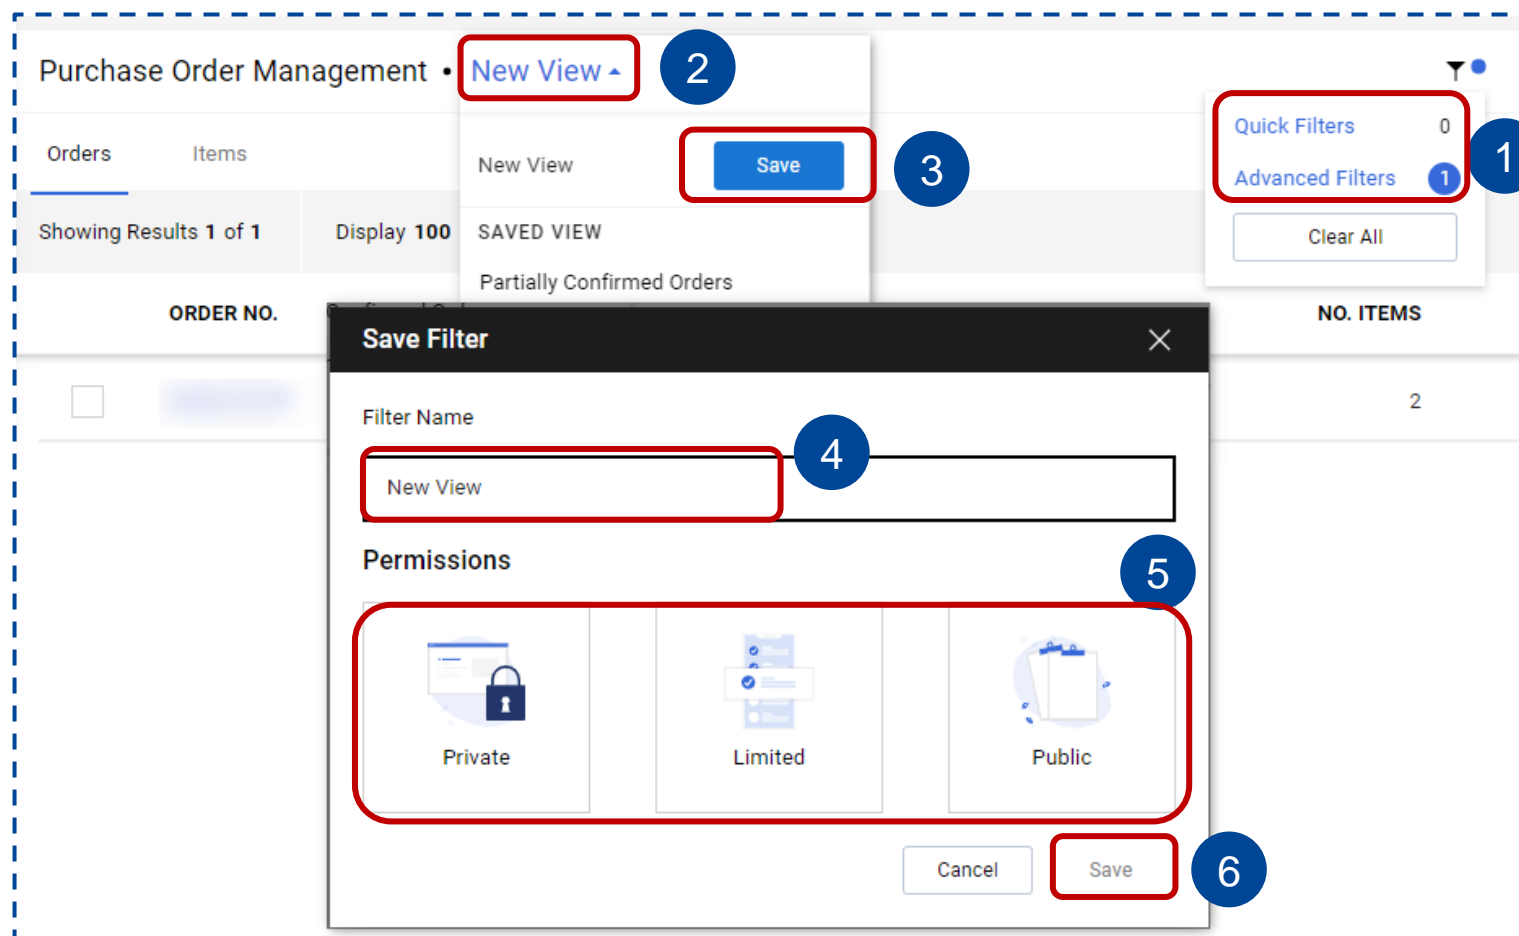 Purchase Order Management • New View
2
Quick Filters 0
1
Advanced Filters 1
Clear All
Orders Items
New View Save
3
Showing Results 1 of 1 Display 100
SAVED VIEW
Partially Confirmed Orders
ORDER NO. NO. ITEMS
2
Save Filter
Filter Name
4
New View
Permissions
5
Private Limited Public
Cancel Save
6